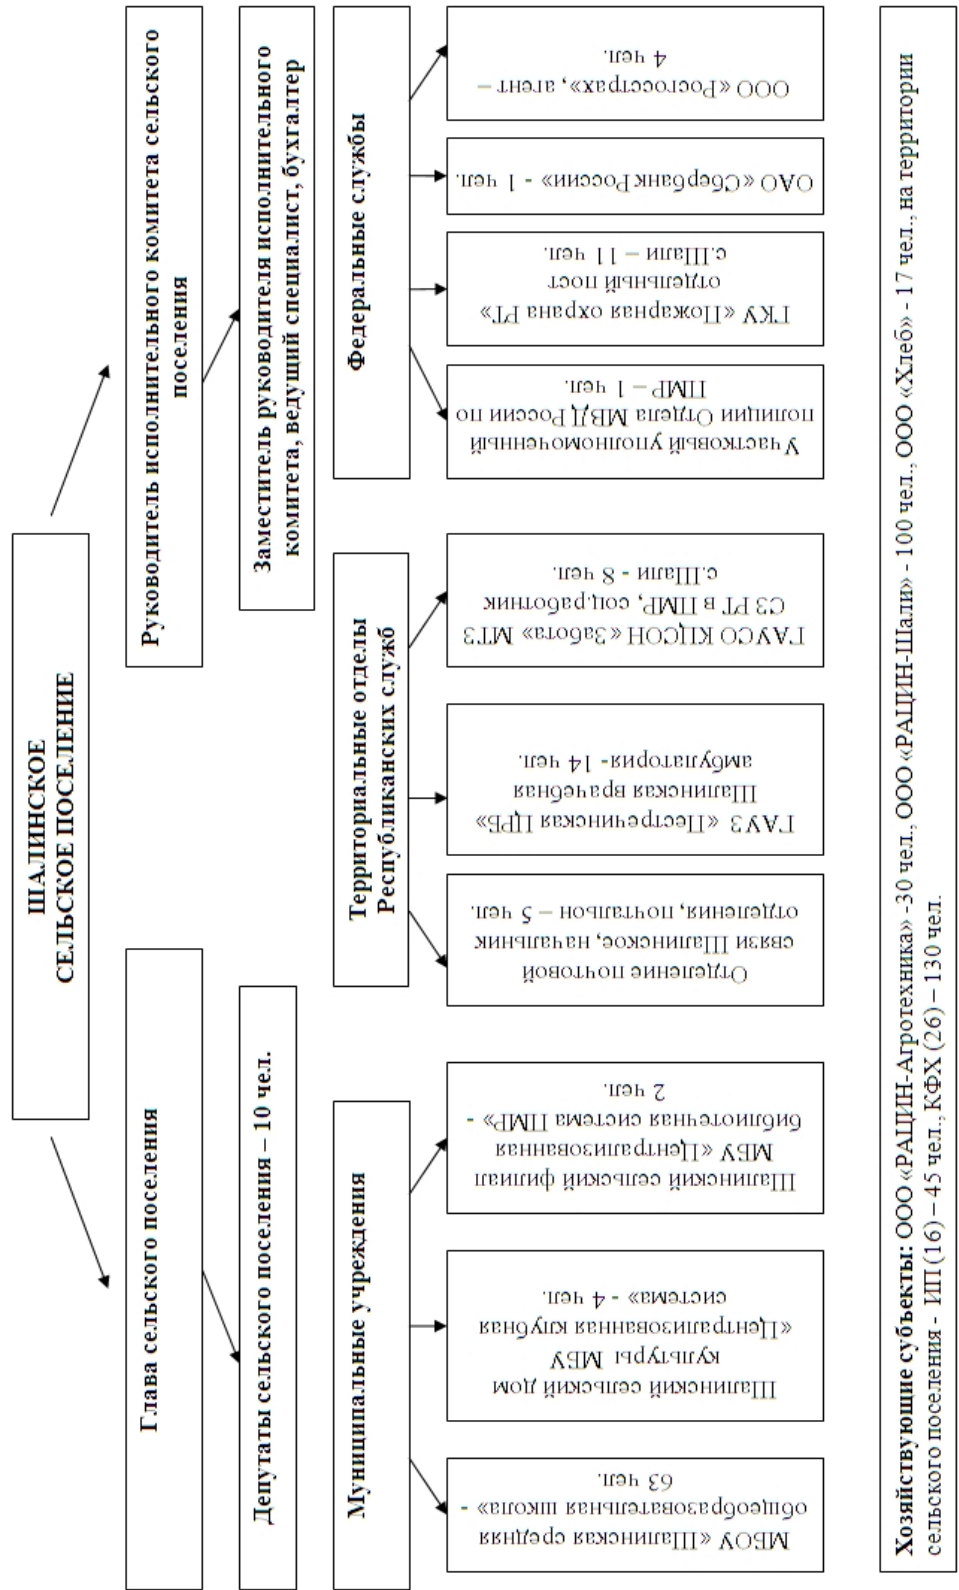 ШАЛИНСКОЕ
СЕЛЬСКОЕ ПОСЕЛЕНИЕ
Глава сельского поселения
Руководитель исполнительного комитета сельского
поселения
Депутаты сельского поселения – 10 чел.
Заместитель руководителя исполнительного
комитета, ведущий специалист, бухгалтер
Муниципальные учреждения
Территориальные отделы
Республиканских служб
Федеральные службы
МБОУ «Шалинская средняя
общеобразовательная школа» -
63 чел.
Шалинский сельский дом
культуры МБУ
«Централизованная клубная
система» - 4 чел.
Шалинский сельский филиал
МБУ «Централизованная
библиотечная система ПМР» -
2 чел.
Отделение почтовой
связи Шалинское, начальник
отделения, почтальон – 5 чел.
ГАУЗ «Пестречинская ЦРБ»
Шалинская врачебная
амбулатория- 14 чел.
ГАУСО КЦСОН «Забота» МТЗ
СЗ РТ в ПМР, соц.работник
с.Шали - 8 чел.
Участковый уполномоченный
полиции Отдела МВД России по
ПМР – 1 чел.
ГКУ «Пожарная охрана РТ»
отдельный пост
с.Шали – 11 чел.
ОАО «Сбербанк России» - 1 чел.
ООО «Росгосстрах», агент –
4 чел.
Хозяйствующие субъекты: ООО «РАЦИН-Агротехника» -30 чел., ООО «РАЦИН-Шали» - 100 чел., ООО «Хлеб» - 17 чел., на территории
сельского поселения - ИП (16) – 45 чел., КФХ (26) – 130 чел.